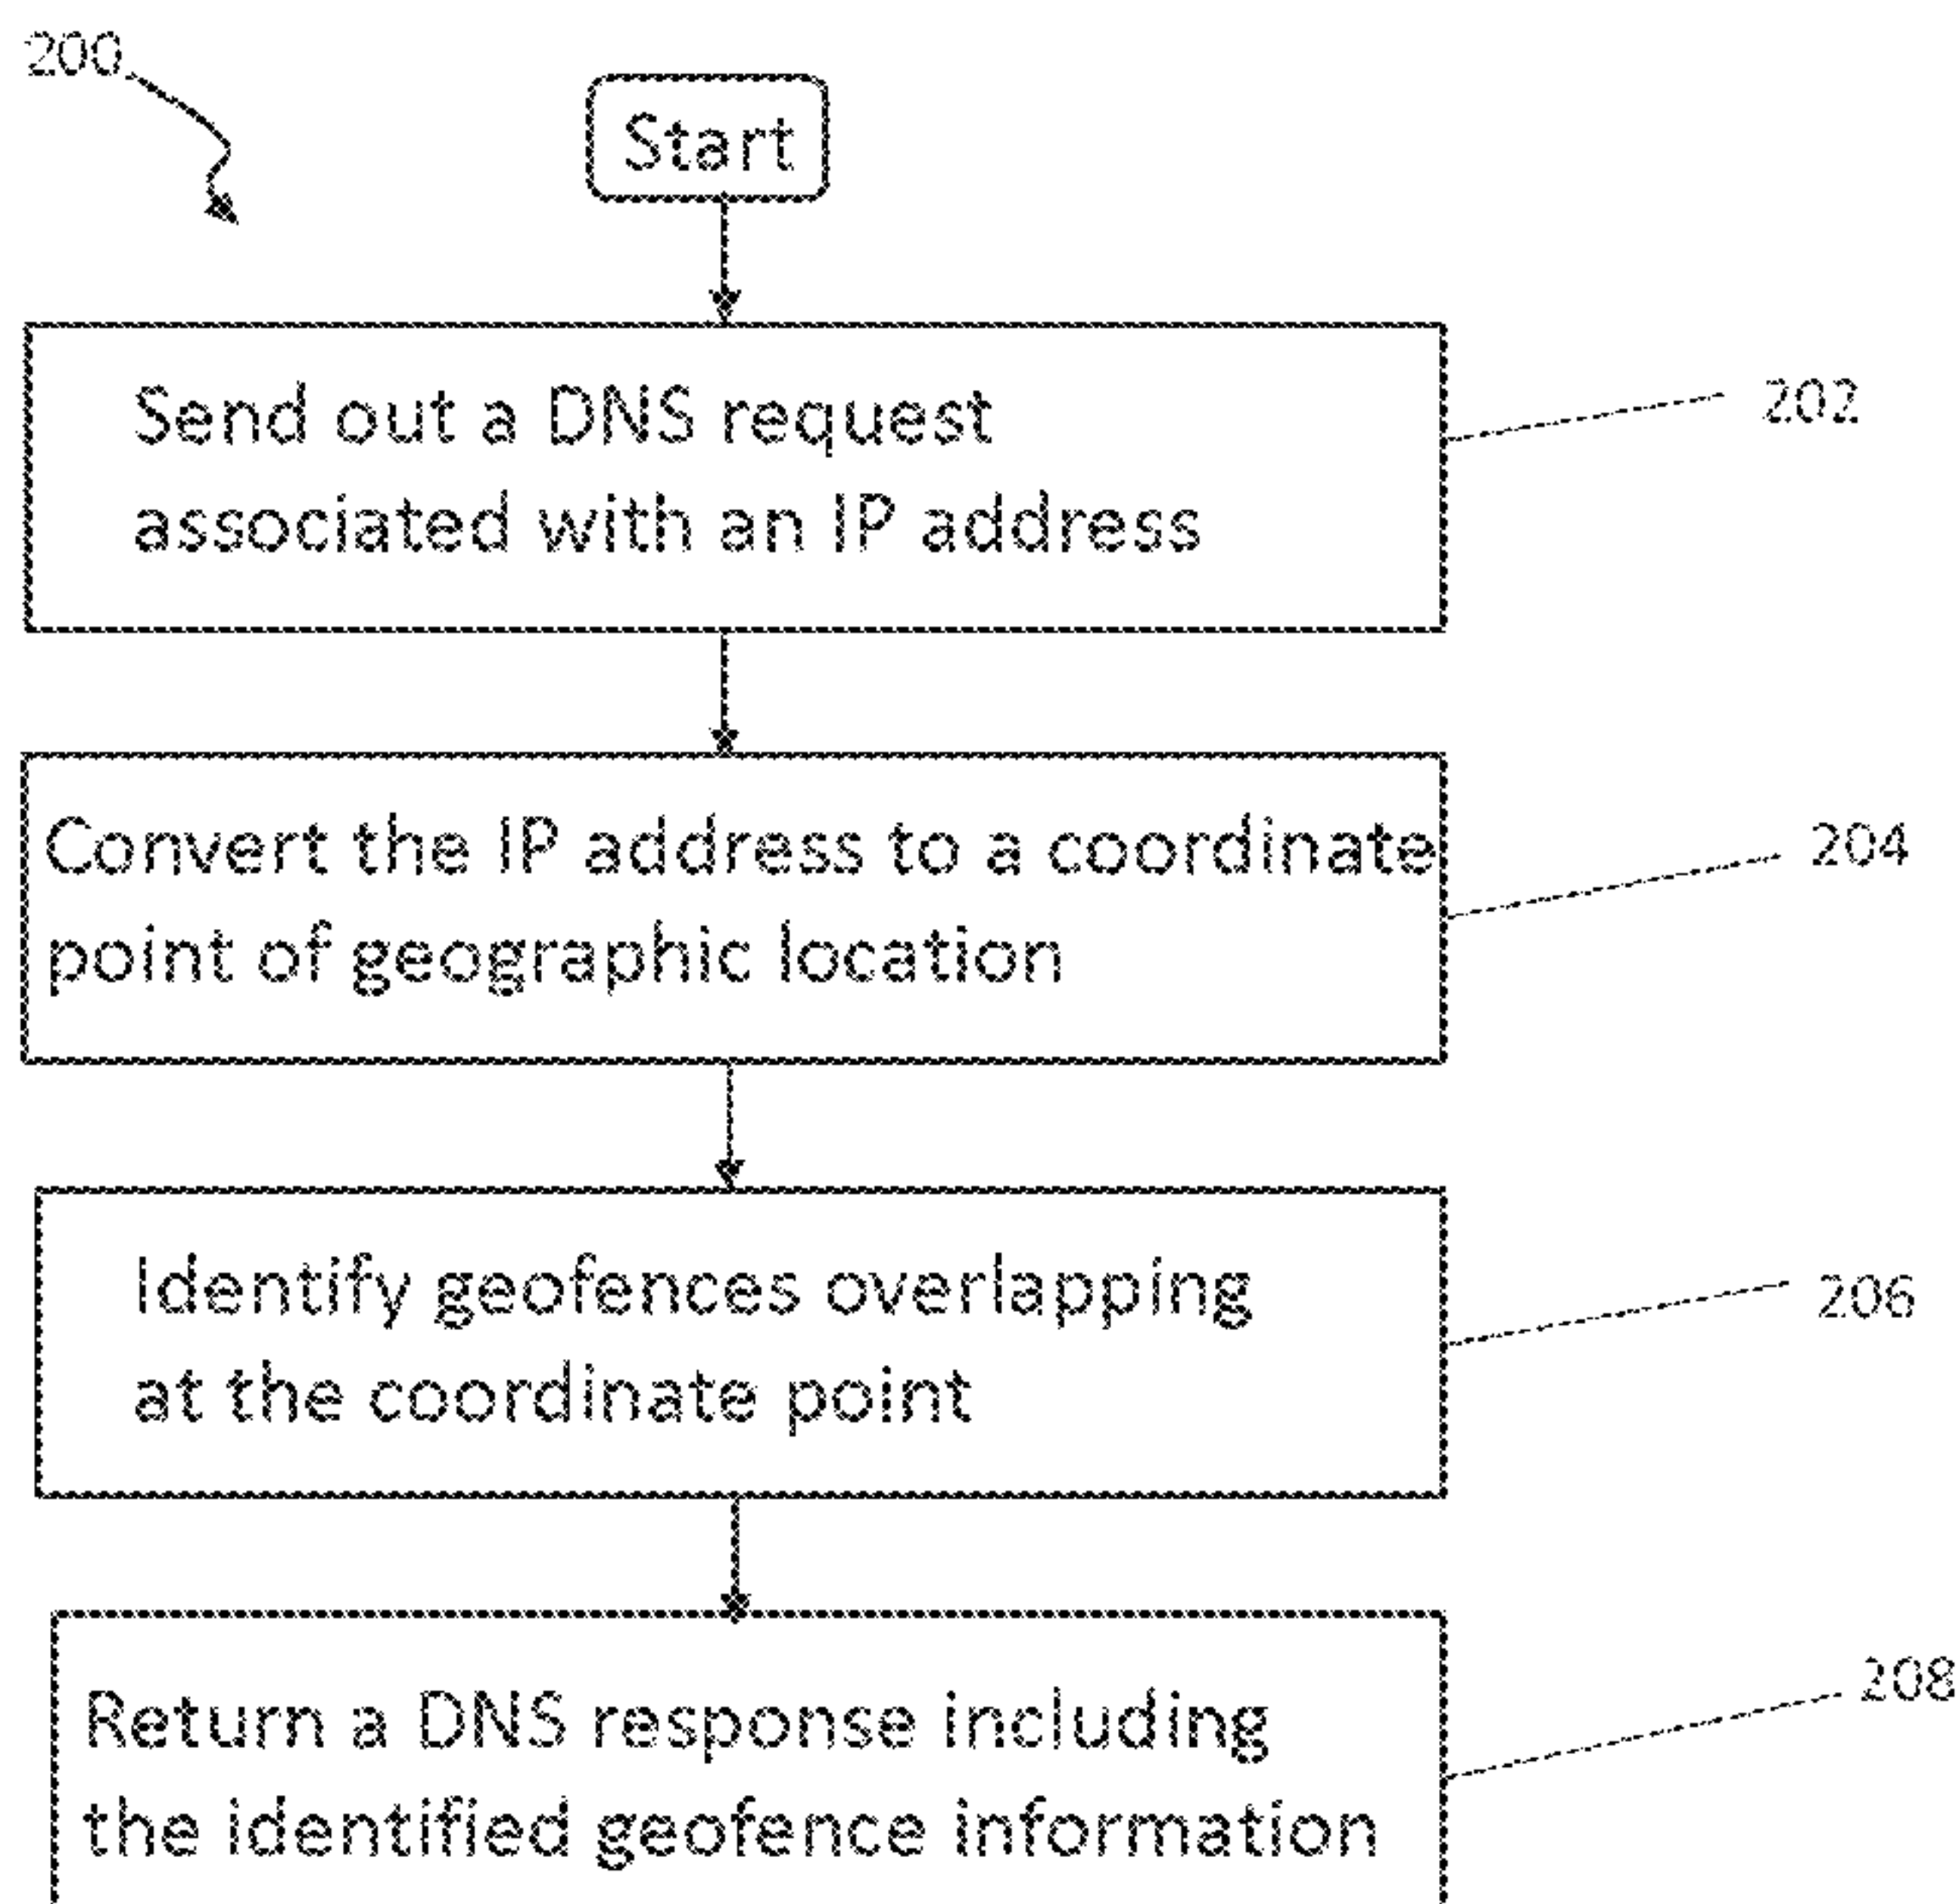 200
Start
Send out a DNS request
associated with an IP address
202
Convert the IP address to a coordinate
point of geographic location
204
Identify geofences overlapping
at the coordinate point
206
Return a DNS response including
the identified geofence information
208